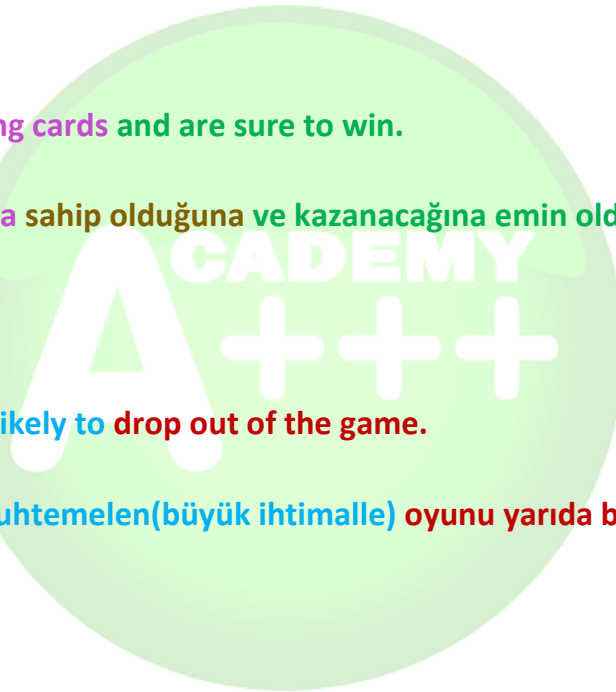 ng cards and are sure to win.
a sahip olduğuna ve kazanacağına emin old
ACADEMY
A+++
ikely to drop out of the game.
uhtemelen(büyük ihtimalle) oyunu yarıda b